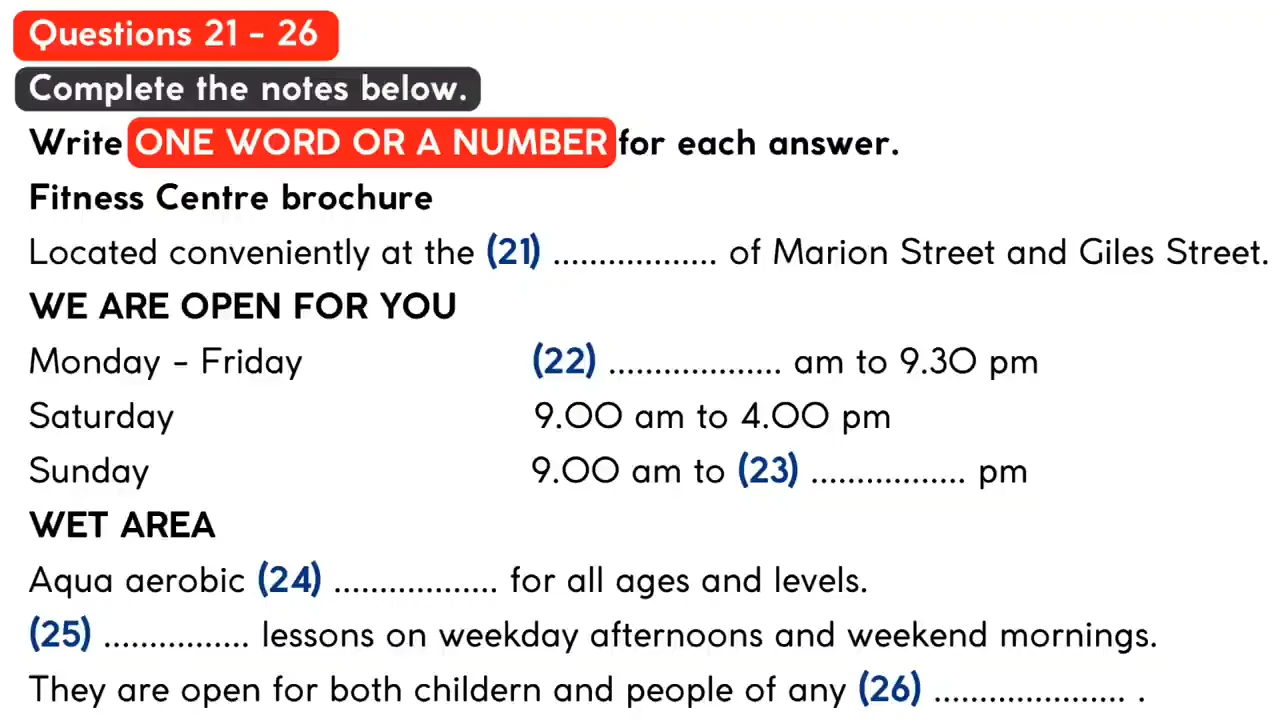 Questions 21 - 26
Complete the notes below.
Write ONE WORD OR A NUMBER for each answer.
Fitness Centre brochure
Located conveniently at the (21) .................. of Marion Street and Giles Street.
WE ARE OPEN FOR YOU
Monday - Friday (22) ................... am to 9.30 pm
Saturday 9.00 am to 4.00 pm
Sunday 9.00 am to (23) ................. pm
WET AREA
Aqua aerobic (24) .................. for all ages and levels.
(25) ................ lessons on weekday afternoons and weekend mornings.
They are open for both childern and people of any (26) ..................... .